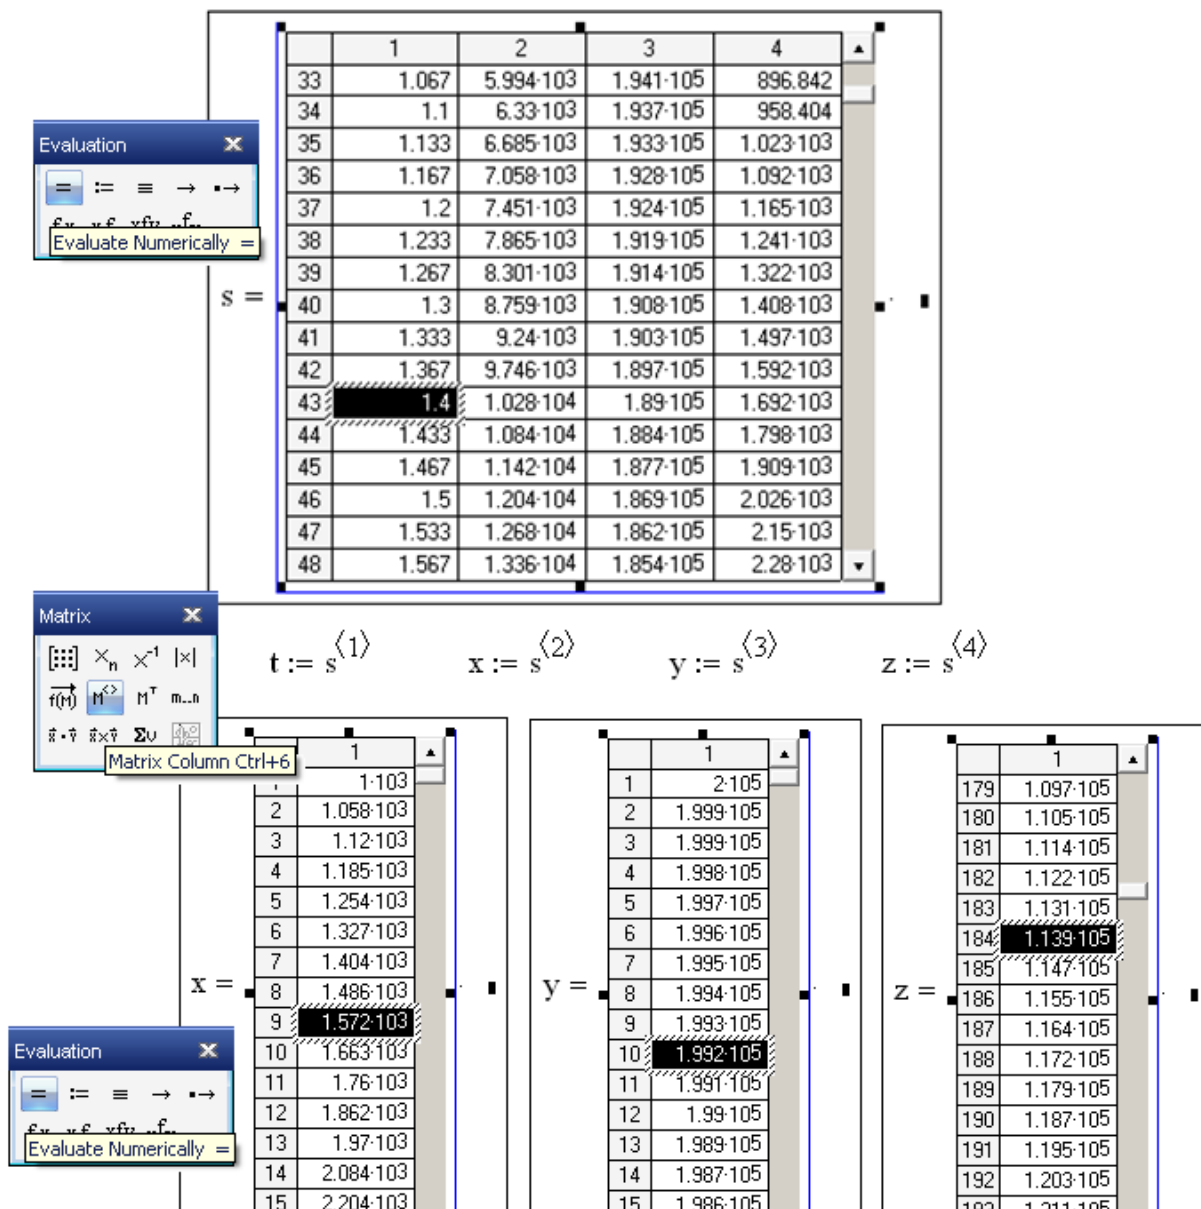 1 2 3 4
33 1.067 5.994·10³ 1.941·10⁵ 896.842
34 1.1 6.33·10³ 1.937·10⁵ 958.404
Evaluation
35 1.133 6.685·10³ 1.933·10⁵ 1.023·10³
36 1.167 7.058·10³ 1.928·10⁵ 1.092·10³
= := ≡ → ▪→
37 1.2 7.451·10³ 1.924·10⁵ 1.165·10³
38 1.233 7.865·10³ 1.919·10⁵ 1.241·10³
Evaluate Numerically =
39 1.267 8.301·10³ 1.914·10⁵ 1.322·10³
s =
40 1.3 8.759·10³ 1.908·10⁵ 1.408·10³
41 1.333 9.24·10³ 1.903·10⁵ 1.497·10³
42 1.367 9.746·10³ 1.897·10⁵ 1.592·10³
43 1.4 1.028·10⁴ 1.89·10⁵ 1.692·10³
44 1.433 1.084·10⁴ 1.884·10⁵ 1.798·10³
45 1.467 1.142·10⁴ 1.877·10⁵ 1.909·10³
46 1.5 1.204·10⁴ 1.869·10⁵ 2.026·10³
47 1.533 1.268·10⁴ 1.862·10⁵ 2.15·10³
48 1.567 1.336·10⁴ 1.854·10⁵ 2.28·10³
Matrix
[⋮⋮⋮] ×ₙ ×⁻¹ |×|
f(M) M<> Mᵀ m..n
Συ
Matrix Column Ctrl+6
t := s⟨1⟩ x := s⟨2⟩ y := s⟨3⟩ z := s⟨4⟩
x =
1
1 1·10³
2 1.058·10³
3 1.12·10³
4 1.185·10³
5 1.254·10³
6 1.327·10³
7 1.404·10³
8 1.486·10³
9 1.572·10³
10 1.663·10³
11 1.76·10³
12 1.862·10³
13 1.97·10³
14 2.084·10³
15 2.204·10³
y =
1
1 2·10⁵
2 1.999·10⁵
3 1.999·10⁵
4 1.998·10⁵
5 1.997·10⁵
6 1.996·10⁵
7 1.995·10⁵
8 1.994·10⁵
9 1.993·10⁵
10 1.992·10⁵
11 1.991·10⁵
12 1.99·10⁵
13 1.989·10⁵
14 1.987·10⁵
15 1.986·10⁵
z =
1
179 1.097·10⁵
180 1.105·10⁵
181 1.114·10⁵
182 1.122·10⁵
183 1.131·10⁵
184 1.139·10⁵
185 1.147·10⁵
186 1.155·10⁵
187 1.164·10⁵
188 1.172·10⁵
189 1.179·10⁵
190 1.187·10⁵
191 1.195·10⁵
192 1.203·10⁵
Evaluation
= := ≡ → ▪→
Evaluate Numerically =